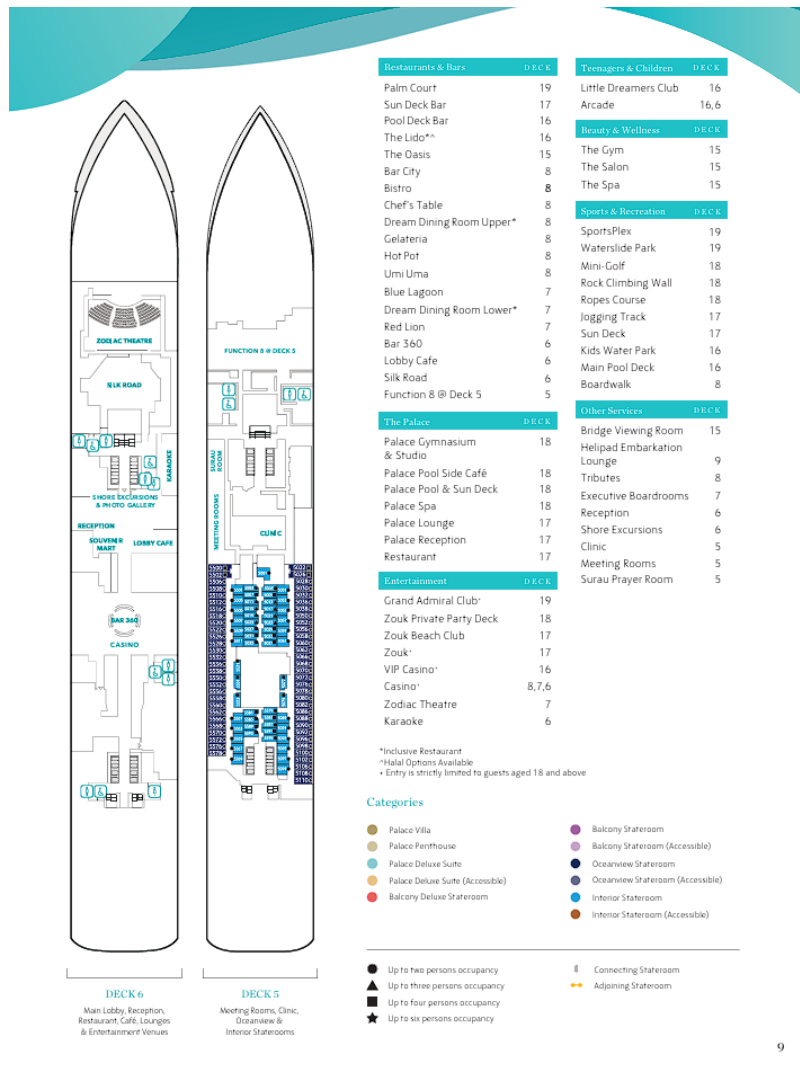 ZODIAC THEATRE
SILK ROAD
KARAOKE
SHORE EXCURSIONS
& PHOTO GALLERY
RECEPTION
SOUVENIR
MART
LOBBY CAFE
BAR 360
CASINO
DECK 6
Main Lobby, Reception,
Restaurant, Café, Lounges
& Entertainment Venues
FUNCTION 8 @ DECK 5
SURAU
ROOM
MEETING ROOMS
CLINIC
DECK 5
Meeting Rooms, Clinic,
Oceanview &
Interior Staterooms
Restaurants & Bars DECK
Palm Court 19
Sun Deck Bar 17
Pool Deck Bar 16
The Lido*^ 16
The Oasis 15
Bar City 8
Bistro 8
Chef's Table 8
Dream Dining Room Upper* 8
Gelateria 8
Hot Pot 8
Umi Uma 8
Blue Lagoon 7
Dream Dining Room Lower* 7
Red Lion 7
Bar 360 6
Lobby Cafe 6
Silk Road 6
Function 8 @ Deck 5 5
The Palace DECK
Palace Gymnasium 18
& Studio
Palace Pool Side Café 18
Palace Pool & Sun Deck 18
Palace Spa 18
Palace Lounge 17
Palace Reception 17
Restaurant 17
Entertainment DECK
Grand Admiral Club+ 19
Zouk Private Party Deck 18
Zouk Beach Club 17
Zouk+ 17
VIP Casino+ 16
Casino+ 8,7,6
Zodiac Theatre 7
Karaoke 6
*Inclusive Restaurant
^Halal Options Available
+ Entry is strictly limited to guests aged 18 and above
Teenagers & Children DECK
Little Dreamers Club 16
Arcade 16,6
Beauty & Wellness DECK
The Gym 15
The Salon 15
The Spa 15
Sports & Recreation DECK
SportsPlex 19
Waterslide Park 19
Mini-Golf 18
Rock Climbing Wall 18
Ropes Course 18
Jogging Track 17
Sun Deck 17
Kids Water Park 16
Main Pool Deck 16
Boardwalk 8
Other Services DECK
Bridge Viewing Room 15
Helipad Embarkation
Lounge 9
Tributes 8
Executive Boardrooms 7
Reception 6
Shore Excursions 6
Clinic 5
Meeting Rooms 5
Surau Prayer Room 5
Categories
Palace Villa
Palace Penthouse
Palace Deluxe Suite
Palace Deluxe Suite (Accessible)
Balcony Deluxe Stateroom
Balcony Stateroom
Balcony Stateroom (Accessible)
Oceanview Stateroom
Oceanview Stateroom (Accessible)
Interior Stateroom
Interior Stateroom (Accessible)
Up to two persons occupancy
Up to three persons occupancy
Up to four persons occupancy
Up to six persons occupancy
Connecting Stateroom
Adjoining Stateroom
9